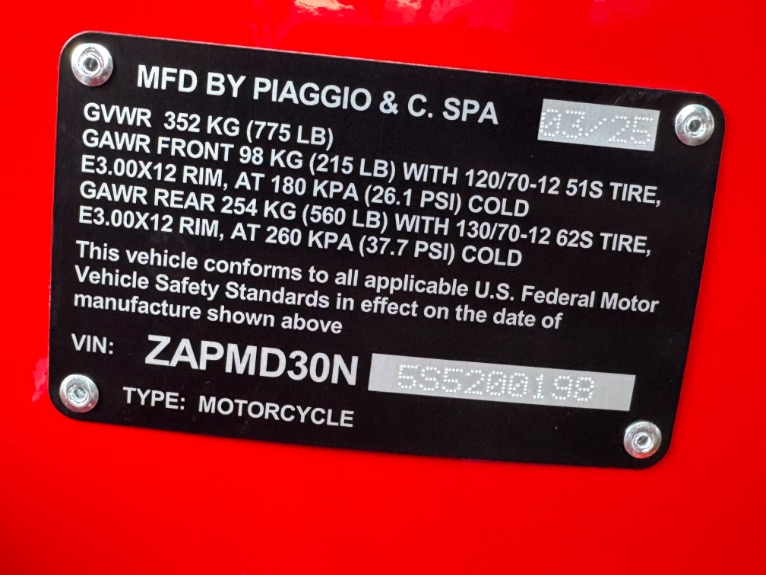 MFD BY PIAGGIO & C. SPA 03/25
GVWR 352 KG (775 LB)
GAWR FRONT 98 KG (215 LB) WITH 120/70-12 51S TIRE,
E3.00X12 RIM, AT 180 KPA (26.1 PSI) COLD
GAWR REAR 254 KG (560 LB) WITH 130/70-12 62S TIRE,
E3.00X12 RIM, AT 260 KPA (37.7 PSI) COLD
This vehicle conforms to all applicable U.S. Federal Motor
Vehicle Safety Standards in effect on the date of
manufacture shown above
VIN: ZAPMD30N 5S5200198
TYPE: MOTORCYCLE